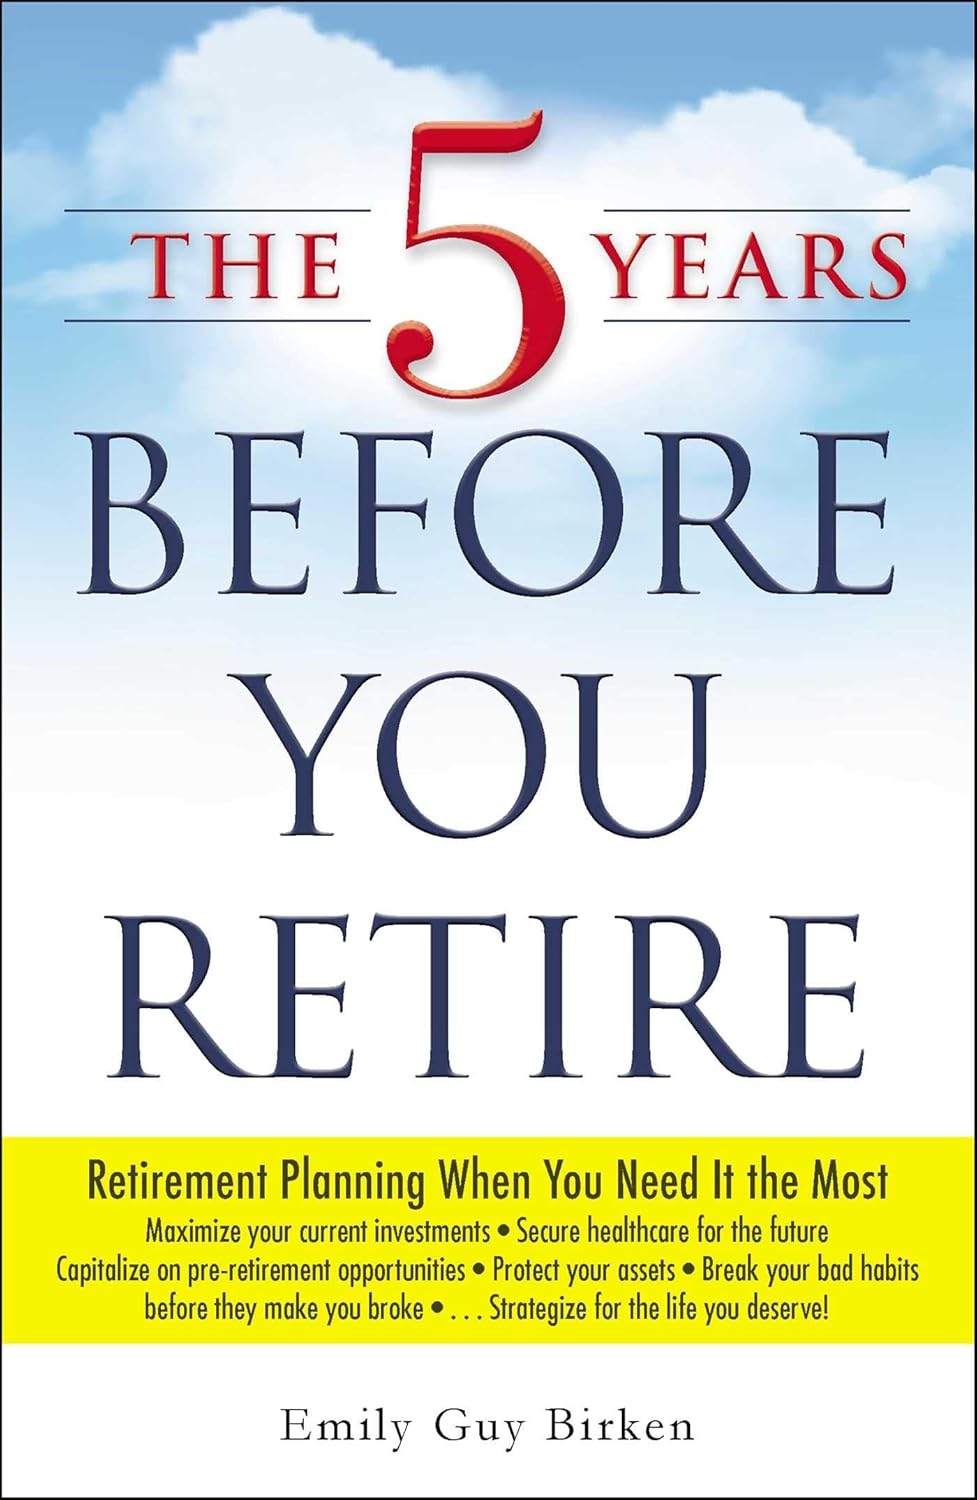 THE 5 YEARS
BEFORE
YOU
RETIRE
Retirement Planning When You Need It the Most
Maximize your current investments • Secure healthcare for the future
Capitalize on pre-retirement opportunities • Protect your assets • Break your bad habits
before they make you broke • . . . Strategize for the life you deserve!
Emily Guy Birken